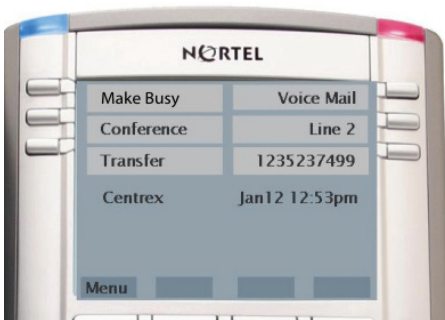 NORTEL
Make Busy Voice Mail
Conference Line 2
Transfer 1235237499
Centrex Jan12 12:53pm
Menu